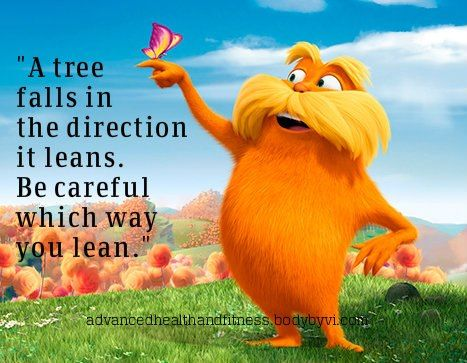 "A tree
falls in
the direction
it leans.
Be careful
which way
you lean."
advancedhealthandfitness.bodybyvi.com